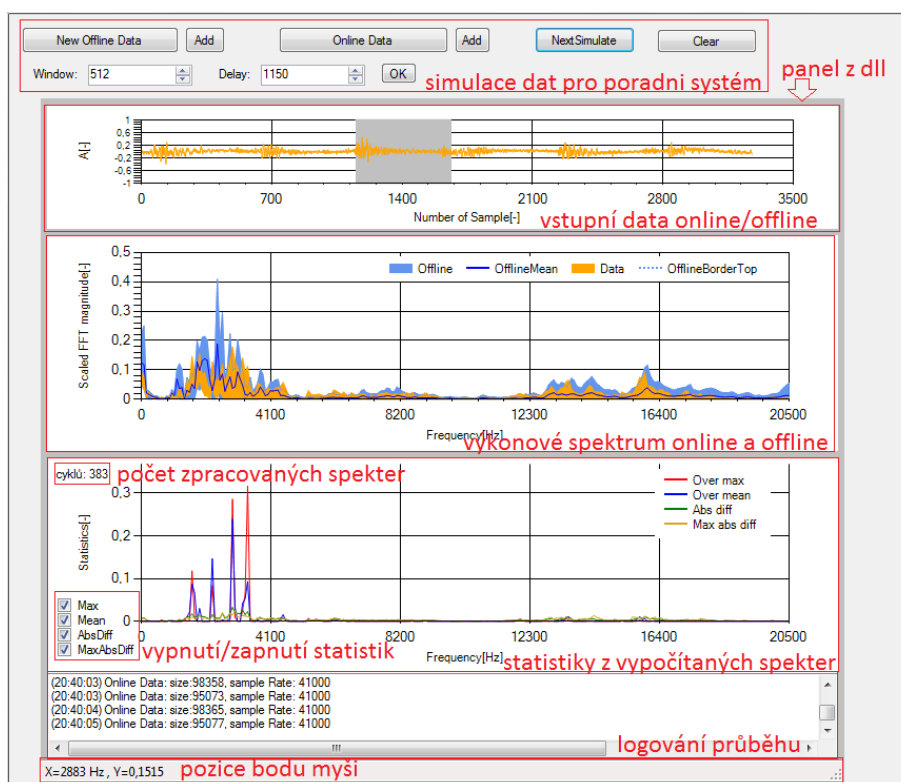 New Offline Data Add Online Data Add NextSimulate Clear
Window: 512 Delay: 1150 OK
simulace dat pro poradni systém
panel z dll
1
0,6
0,2
-0,2
-0,6
-1
A[-]
0 700 1400 2100 2800 3500
Number of Sample[-]
vstupní data online/offline
0,5
0,4
0,3
0,2
0,1
0
Scaled FFT magnitude[-]
Offline OfflineMean Data OfflineBorderTop
0 4100 8200 12300 16400 20500
Frequency[Hz]
výkonové spektrum online a offline
cyklů: 383
počet zpracovaných spekter
0,3
0,2
0,1
0
Statistics[-]
Over max
Over mean
Abs diff
Max abs diff
Max
Mean
AbsDiff
MaxAbsDiff
vypnutí/zapnutí statistik
0 4100 8200 12300 16400 20500
Frequency[Hz]
statistiky z vypočítaných spekter
(20:40:03) Online Data: size:98358, sample Rate: 41000
(20:40:03) Online Data: size:95073, sample Rate: 41000
(20:40:04) Online Data: size:98365, sample Rate: 41000
(20:40:05) Online Data: size:95077, sample Rate: 41000
logování průběhu
X=2883 Hz , Y=0,1515
pozice bodu myši